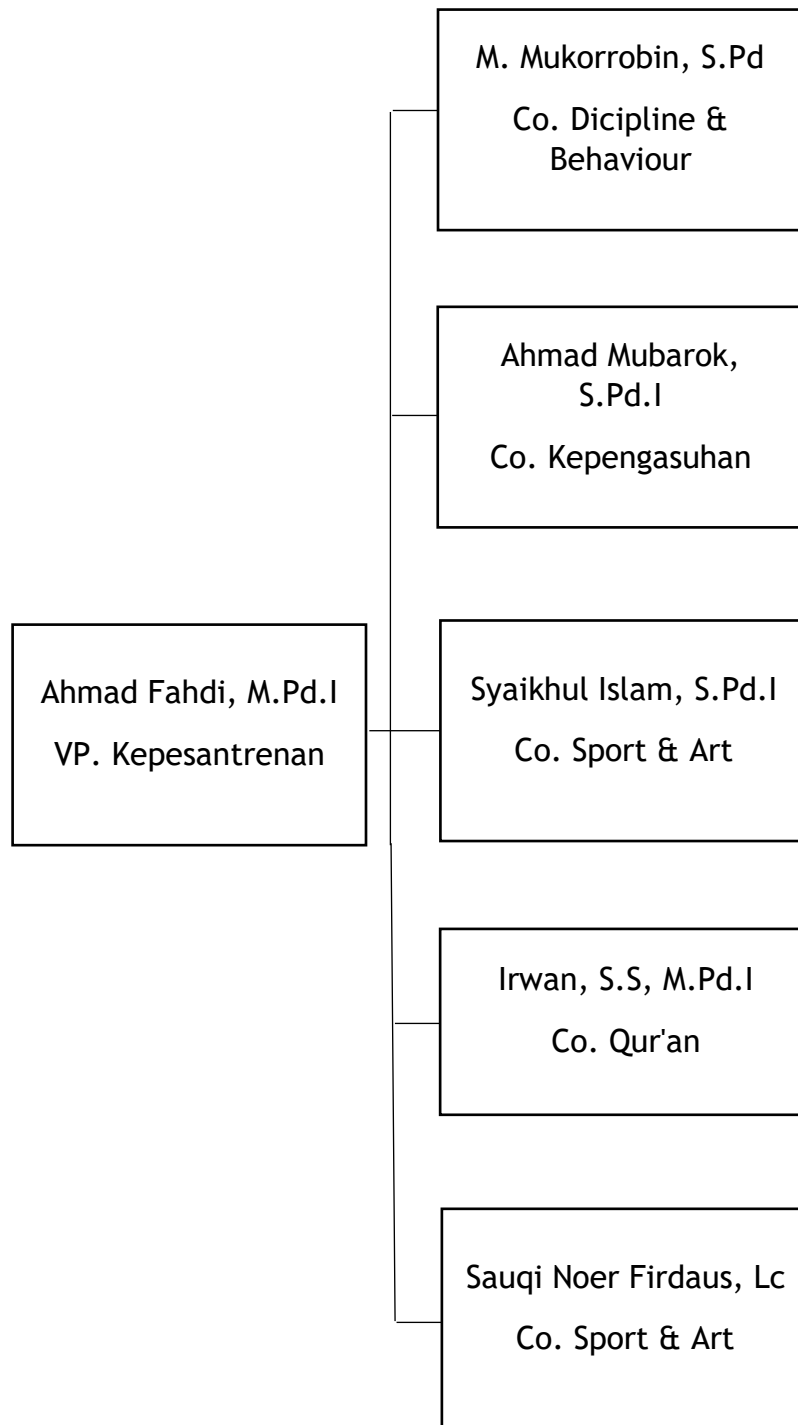 M. Mukorrobin, S.Pd
Co. Dicipline &
Behaviour
Ahmad Mubarok,
S.Pd.I
Co. Kepengasuhan
Ahmad Fahdi, M.Pd.I
VP. Kepesantrenan
Syaikhul Islam, S.Pd.I
Co. Sport & Art
Irwan, S.S, M.Pd.I
Co. Qur'an
Sauqi Noer Firdaus, Lc
Co. Sport & Art